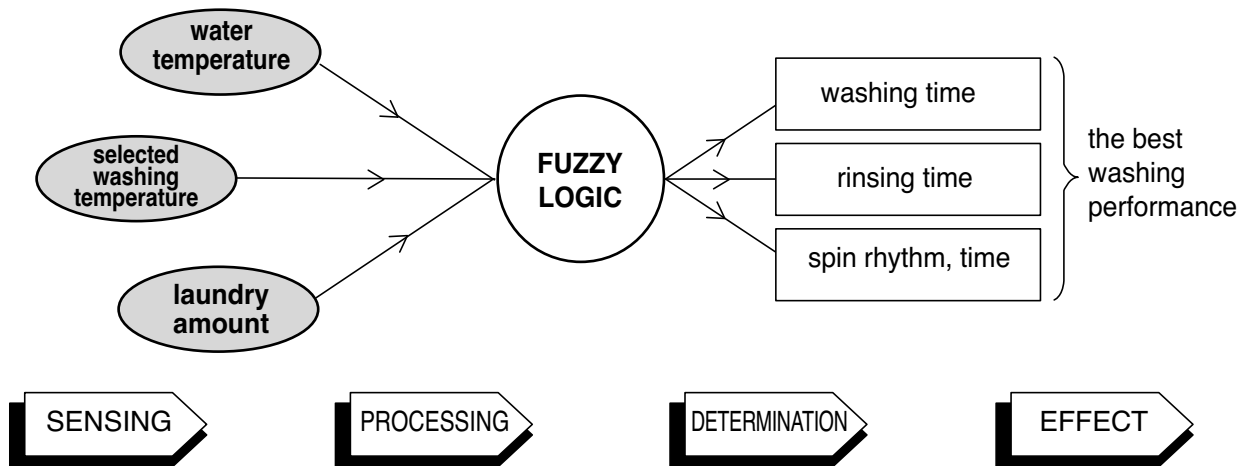 water
temperature
selected
washing
temperature
laundry
amount
FUZZY
LOGIC
washing time
rinsing time
spin rhythm, time
the best
washing
performance
SENSING
PROCESSING
DETERMINATION
EFFECT